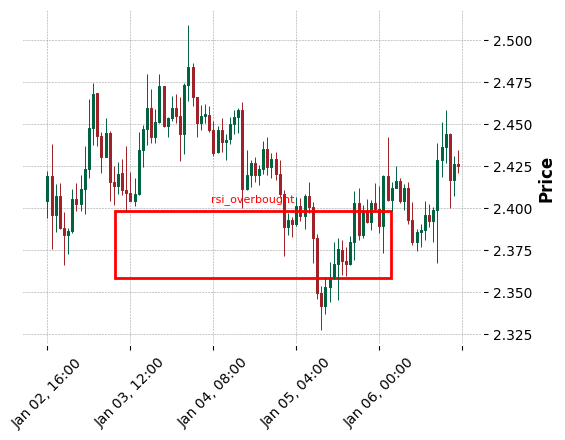 2.500
2.475
2.450
2.425
rsi_overbought
2.400
2.375
2.350
2.325
Price
Jan 02, 16:00
Jan 03, 12:00
Jan 04, 08:00
Jan 05, 04:00
Jan 06, 00:00